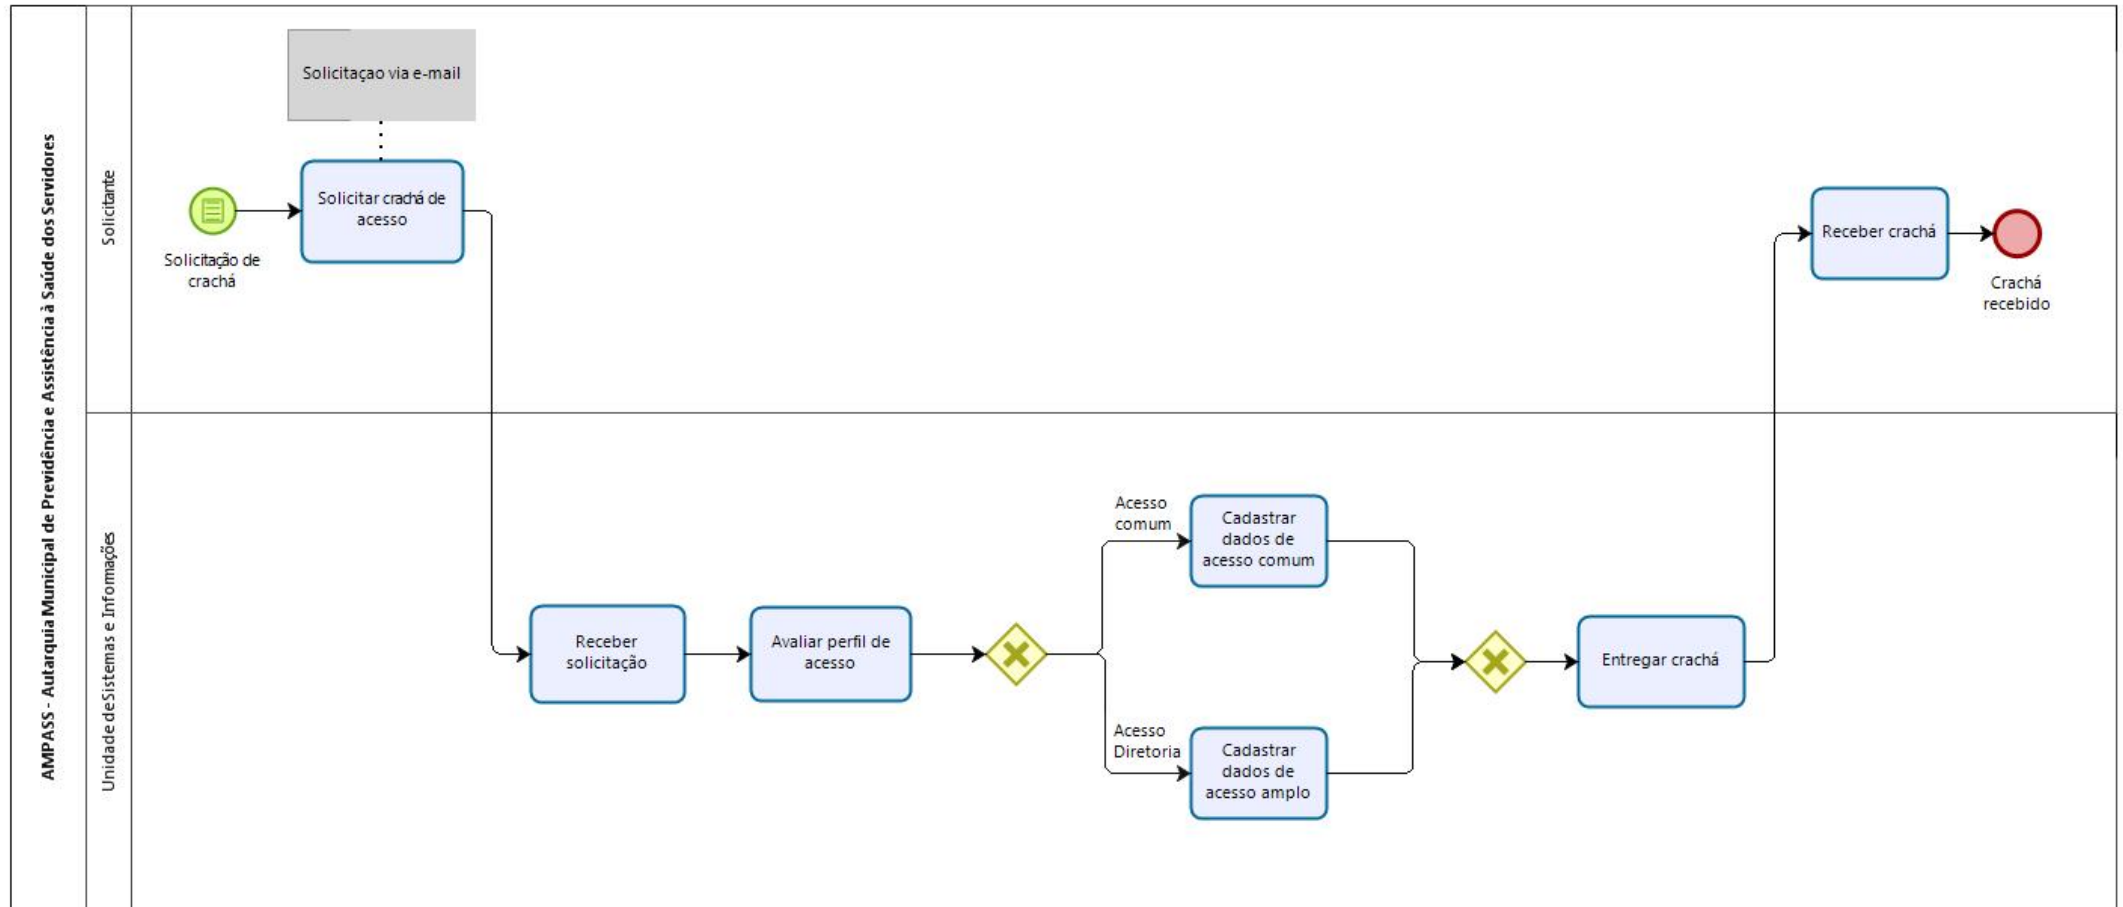 AMPASS - Autarquia Municipal de Previdência e Assistência à Saúde dos Servidores
Solicitante
Solicitaçao via e-mail
Solicitar crachá de
acesso
Solicitação de
crachá
Receber crachá
Crachá
recebido
Unidade de Sistemas e Informações
Receber
solicitação
Avaliar perfil de
acesso
Acesso
comum
Cadastrar
dados de
acesso comum
Acesso
Diretoria
Cadastrar
dados de
acesso amplo
Entregar crachá